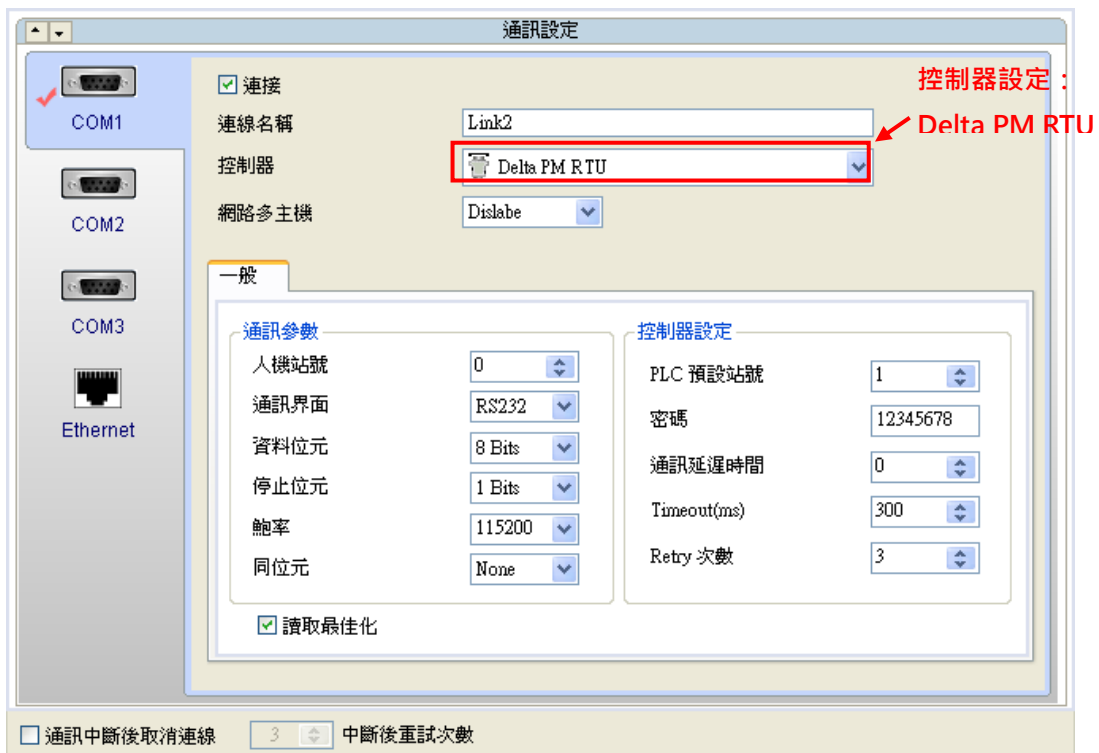 通訊設定
COM1
COM2
COM3
Ethernet
連接
連線名稱 Link2
控制器 Delta PM RTU
網路多主機 Dislabe
控制器設定：
Delta PM RTU
一般
通訊參數
人機站號 0
通訊界面 RS232
資料位元 8 Bits
停止位元 1 Bits
鮑率 115200
同位元 None
控制器設定
PLC 預設站號 1
密碼 12345678
通訊延遲時間 0
Timeout(ms) 300
Retry 次數 3
讀取最佳化
通訊中斷後取消連線 3 中斷後重試次數